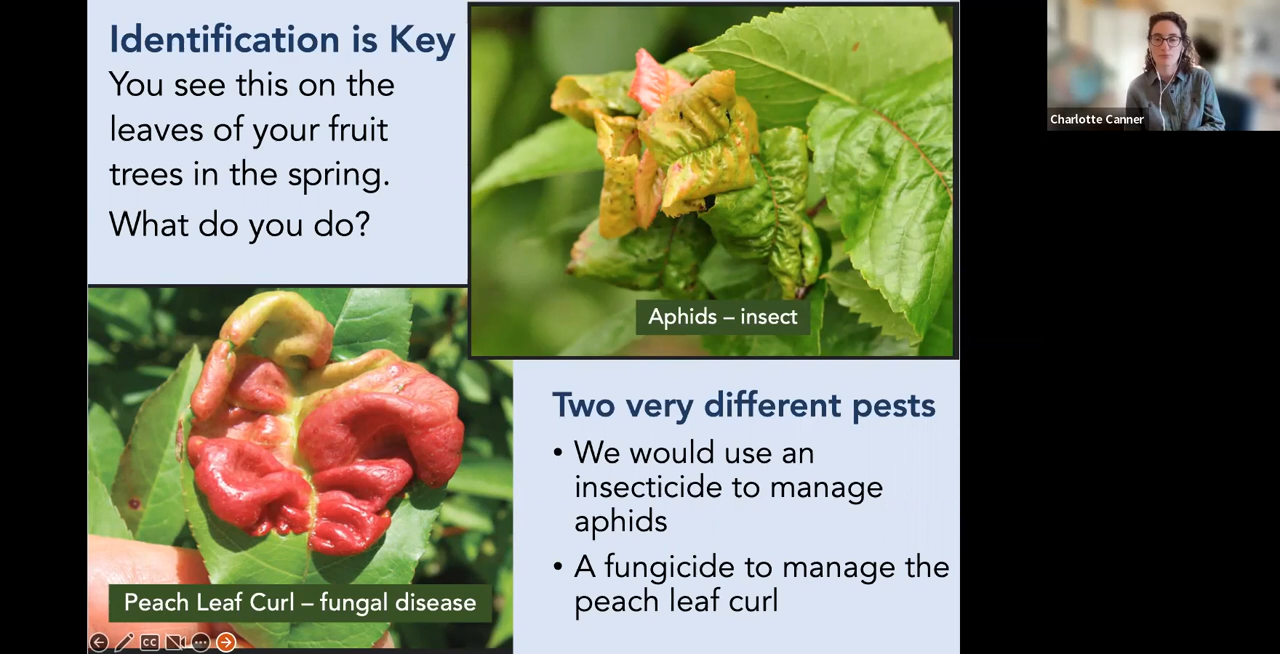 Identification is Key
You see this on the
leaves of your fruit
trees in the spring.
What do you do?
Aphids – insect
Charlotte Canner
Peach Leaf Curl – fungal disease
CC
Two very different pests
• We would use an
insecticide to manage
aphids
• A fungicide to manage the
peach leaf curl